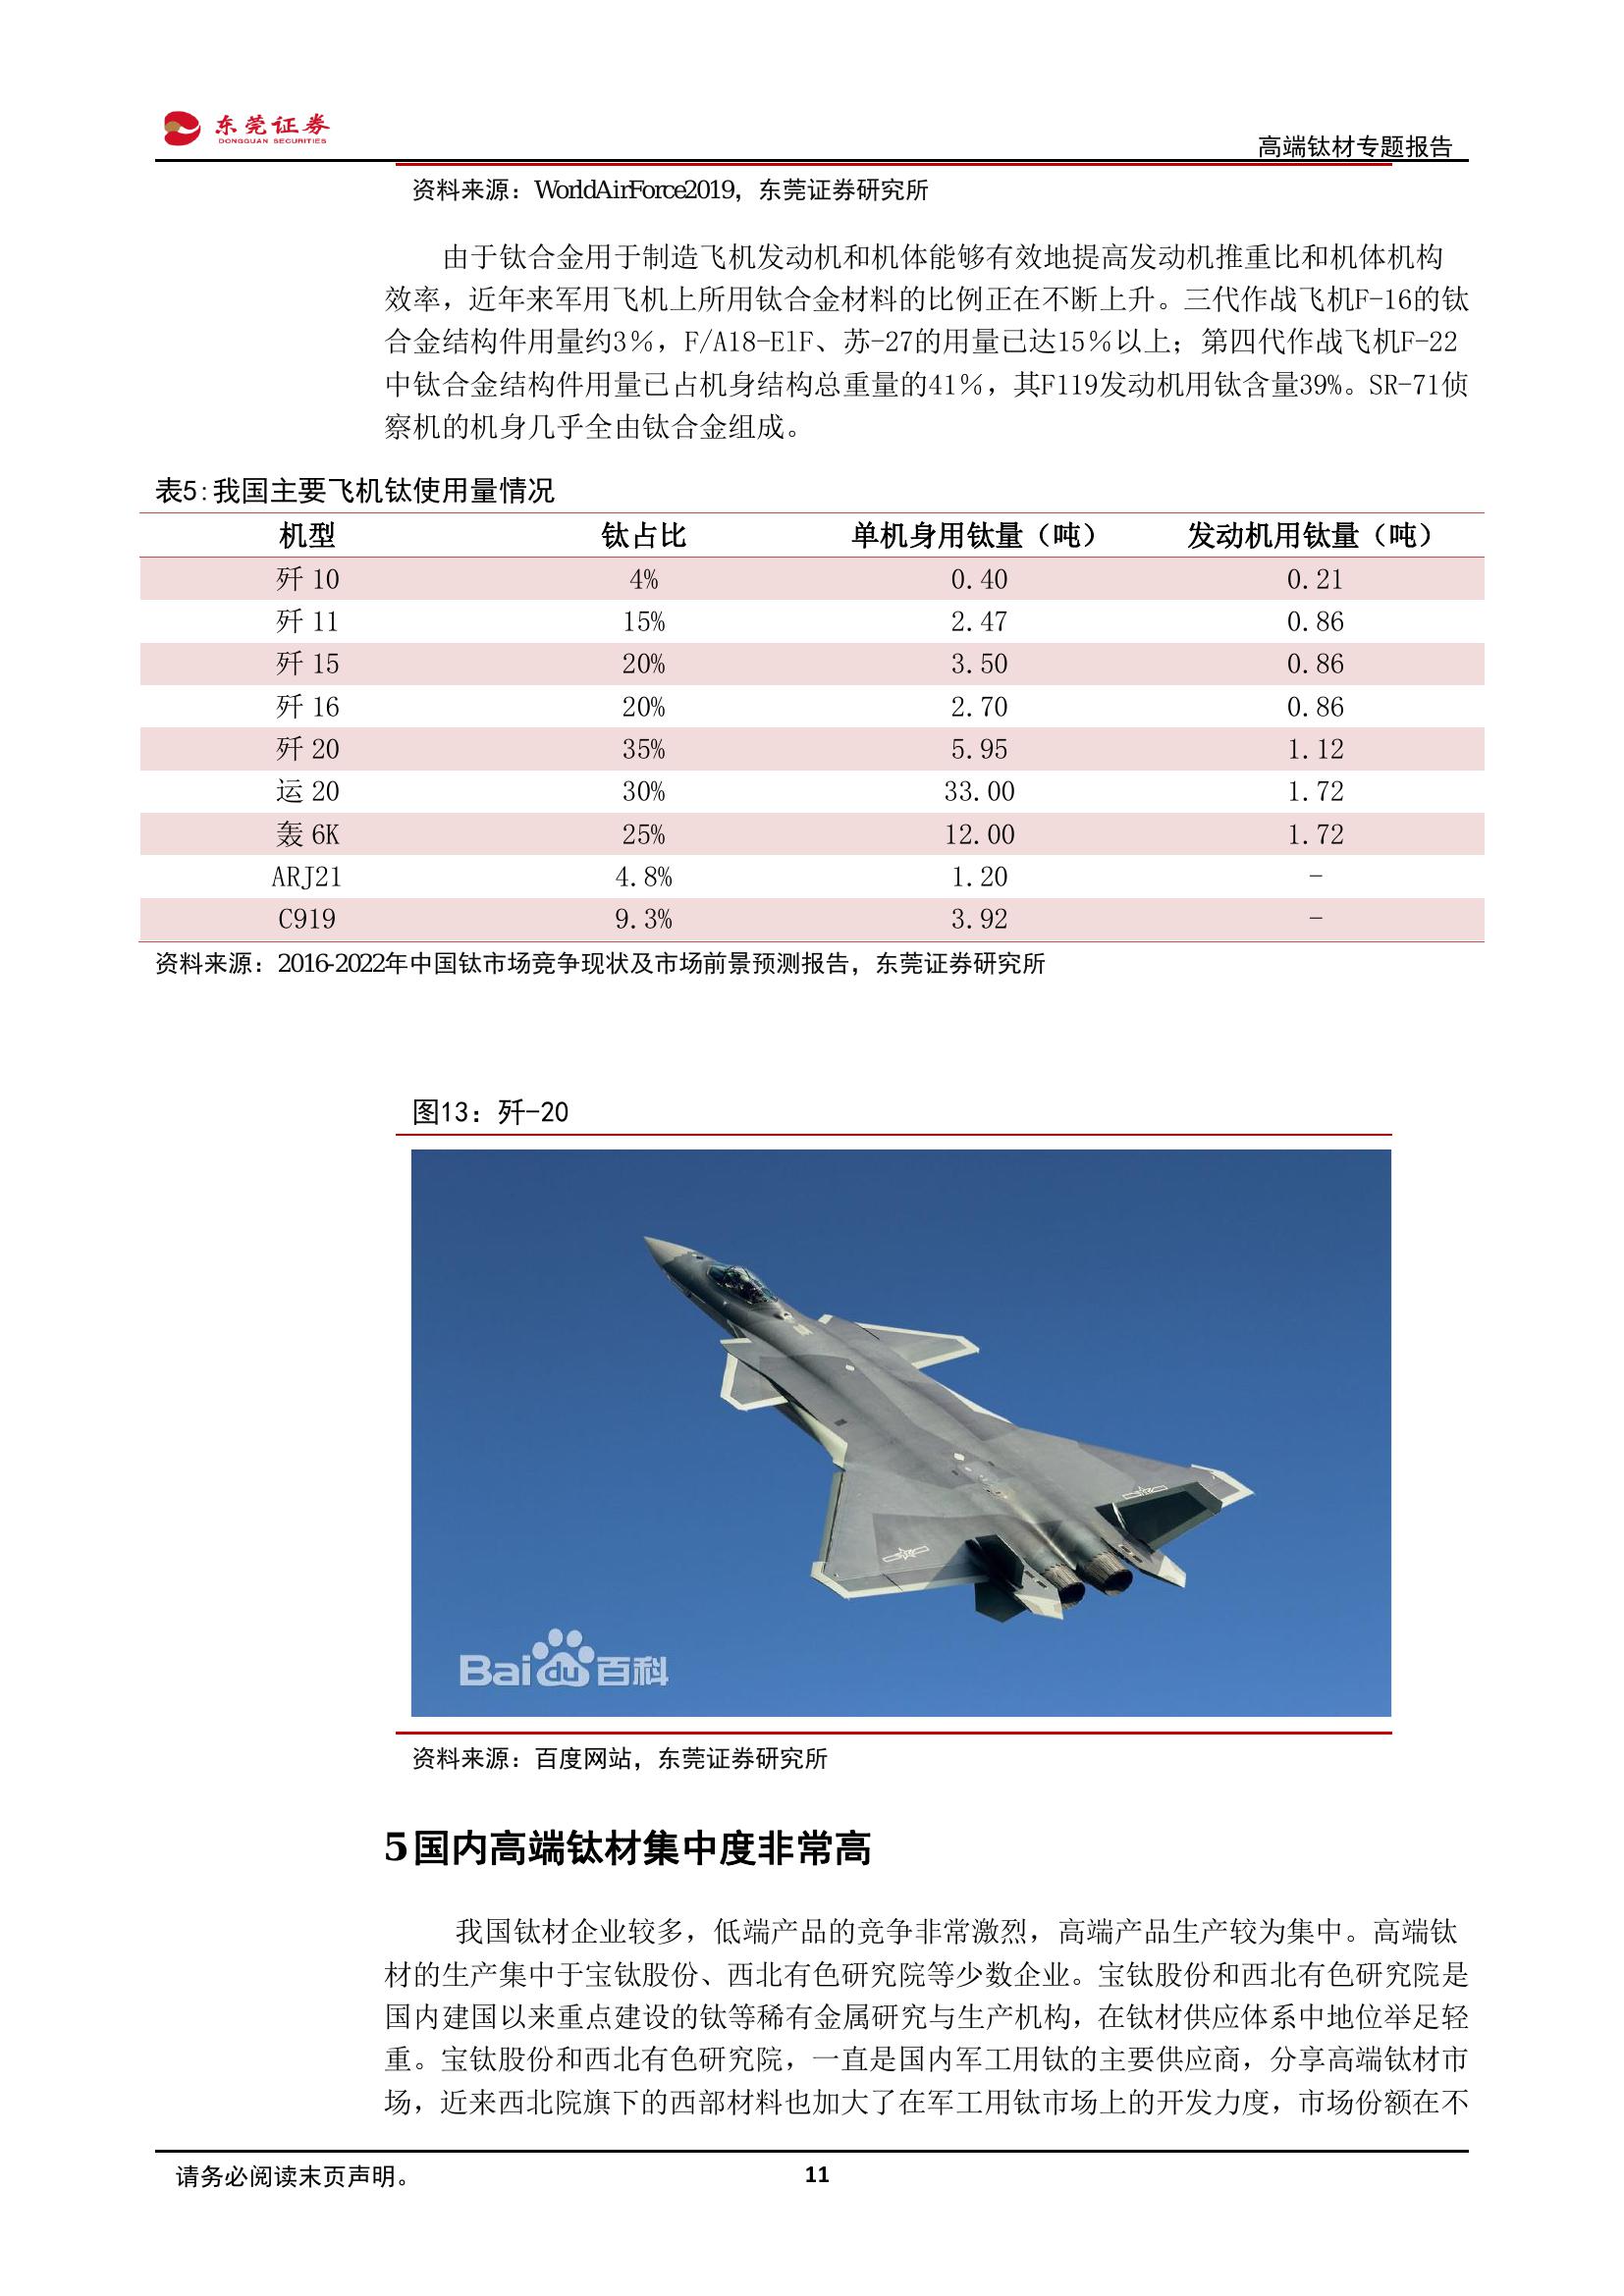 东莞证券
DONGGUAN SECURITIES
高端钛材专题报告
资料来源：WorldAirForce2019，东莞证券研究所
由于钛合金用于制造飞机发动机和机体能够有效地提高发动机推重比和机体机构
效率，近年来军用飞机上所用钛合金材料的比例正在不断上升。三代作战飞机F-16的钛
合金结构件用量约3％，F/A18-ElF、苏-27的用量已达15％以上；第四代作战飞机F-22
中钛合金结构件用量已占机身结构总重量的41％，其F119发动机用钛含量39%。SR-71侦
察机的机身几乎全由钛合金组成。
表5:我国主要飞机钛使用量情况
机型 钛占比 单机身用钛量（吨） 发动机用钛量（吨）
歼 10 4% 0.40 0.21
歼 11 15% 2.47 0.86
歼 15 20% 3.50 0.86
歼 16 20% 2.70 0.86
歼 20 35% 5.95 1.12
运 20 30% 33.00 1.72
轰 6K 25% 12.00 1.72
ARJ21 4.8% 1.20 -
C919 9.3% 3.92 -
资料来源：2016-2022年中国钛市场竞争现状及市场前景预测报告，东莞证券研究所
图13：歼-20
Bai du 百科
资料来源：百度网站，东莞证券研究所
5国内高端钛材集中度非常高
我国钛材企业较多，低端产品的竞争非常激烈，高端产品生产较为集中。高端钛
材的生产集中于宝钛股份、西北有色研究院等少数企业。宝钛股份和西北有色研究院是
国内建国以来重点建设的钛等稀有金属研究与生产机构，在钛材供应体系中地位举足轻
重。宝钛股份和西北有色研究院，一直是国内军工用钛的主要供应商，分享高端钛材市
场，近来西北院旗下的西部材料也加大了在军工用钛市场上的开发力度，市场份额在不
请务必阅读末页声明。
11